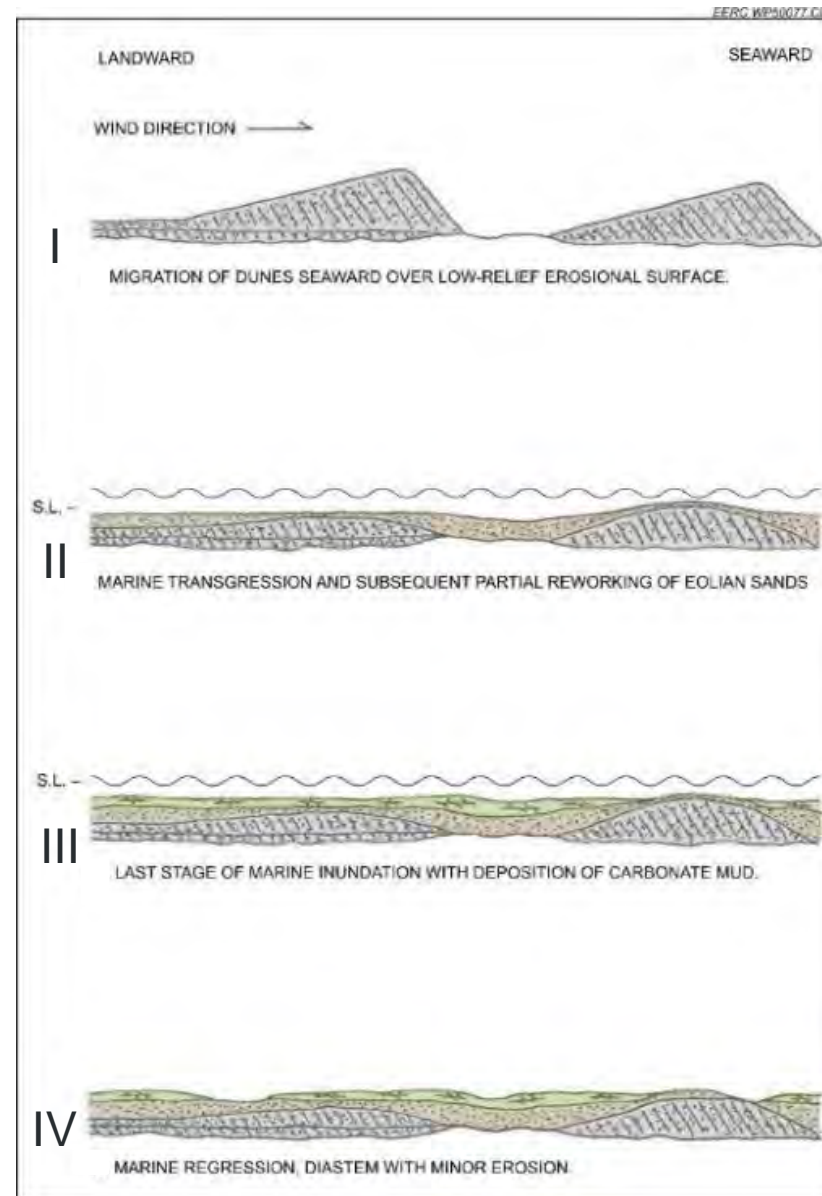 EERC WP50077.C
LANDWARD
SEAWARD
WIND DIRECTION
I
MIGRATION OF DUNES SEAWARD OVER LOW-RELIEF EROSIONAL SURFACE.
S.L. –
II
MARINE TRANSGRESSION AND SUBSEQUENT PARTIAL REWORKING OF EOLIAN SANDS
S.L. –
III
LAST STAGE OF MARINE INUNDATION WITH DEPOSITION OF CARBONATE MUD.
IV
MARINE REGRESSION, DIASTEM WITH MINOR EROSION